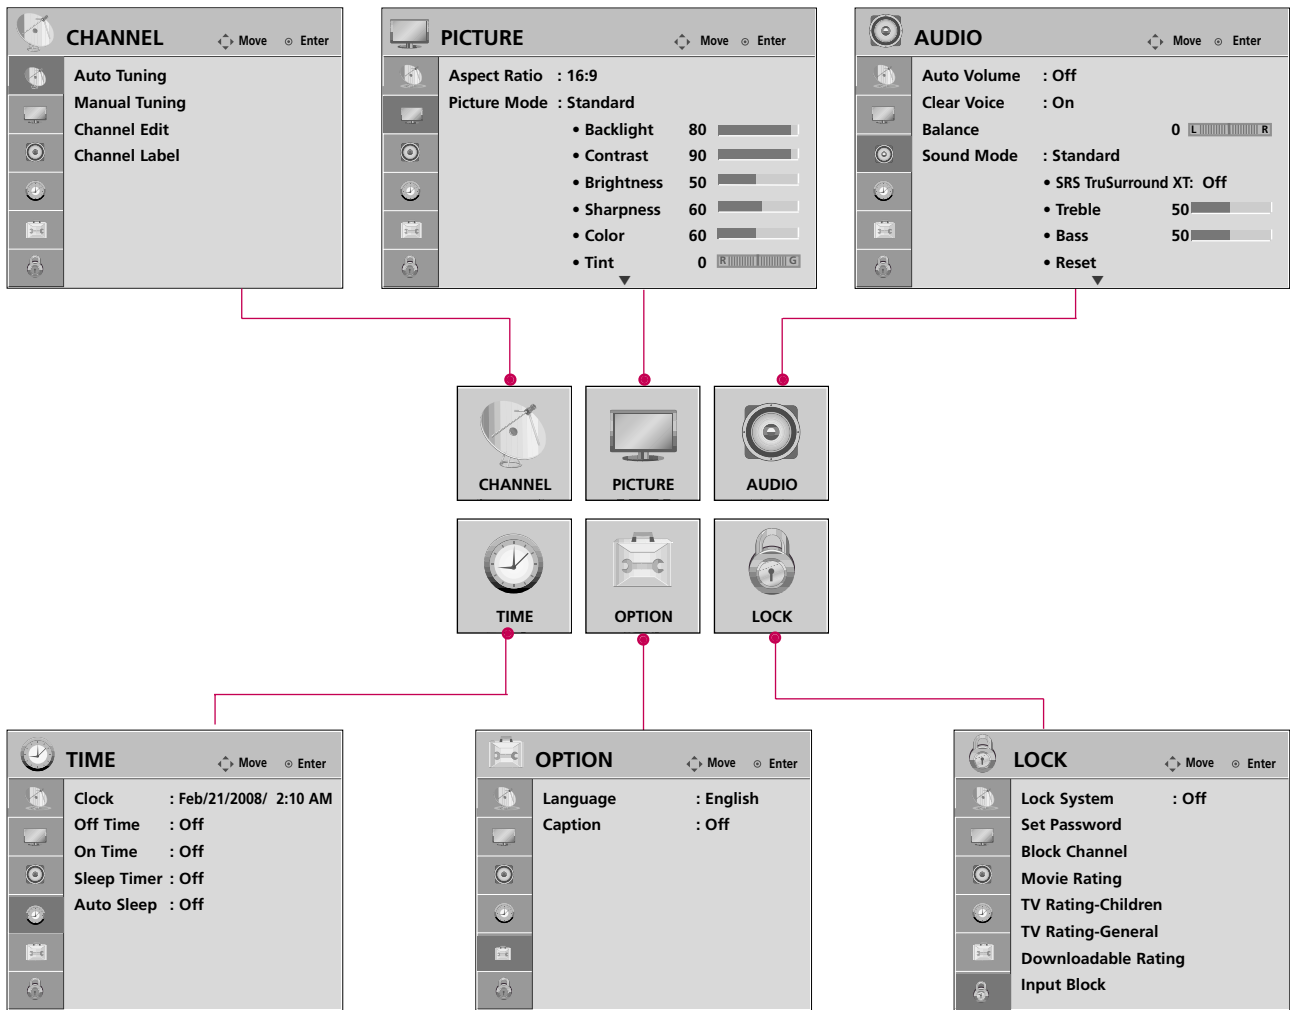 CHANNEL Move Enter
Auto Tuning
Manual Tuning
Channel Edit
Channel Label
PICTURE Move Enter
Aspect Ratio : 16:9
Picture Mode : Standard
• Backlight 80
• Contrast 90
• Brightness 50
• Sharpness 60
• Color 60
• Tint 0 R G
AUDIO Move Enter
Auto Volume : Off
Clear Voice : On
Balance 0 L R
Sound Mode : Standard
• SRS TruSurround XT: Off
• Treble 50
• Bass 50
• Reset
CHANNEL
PICTURE
AUDIO
TIME
OPTION
LOCK
TIME Move Enter
Clock : Feb/21/2008/ 2:10 AM
Off Time : Off
On Time : Off
Sleep Timer : Off
Auto Sleep : Off
OPTION Move Enter
Language : English
Caption : Off
LOCK Move Enter
Lock System : Off
Set Password
Block Channel
Movie Rating
TV Rating-Children
TV Rating-General
Downloadable Rating
Input Block